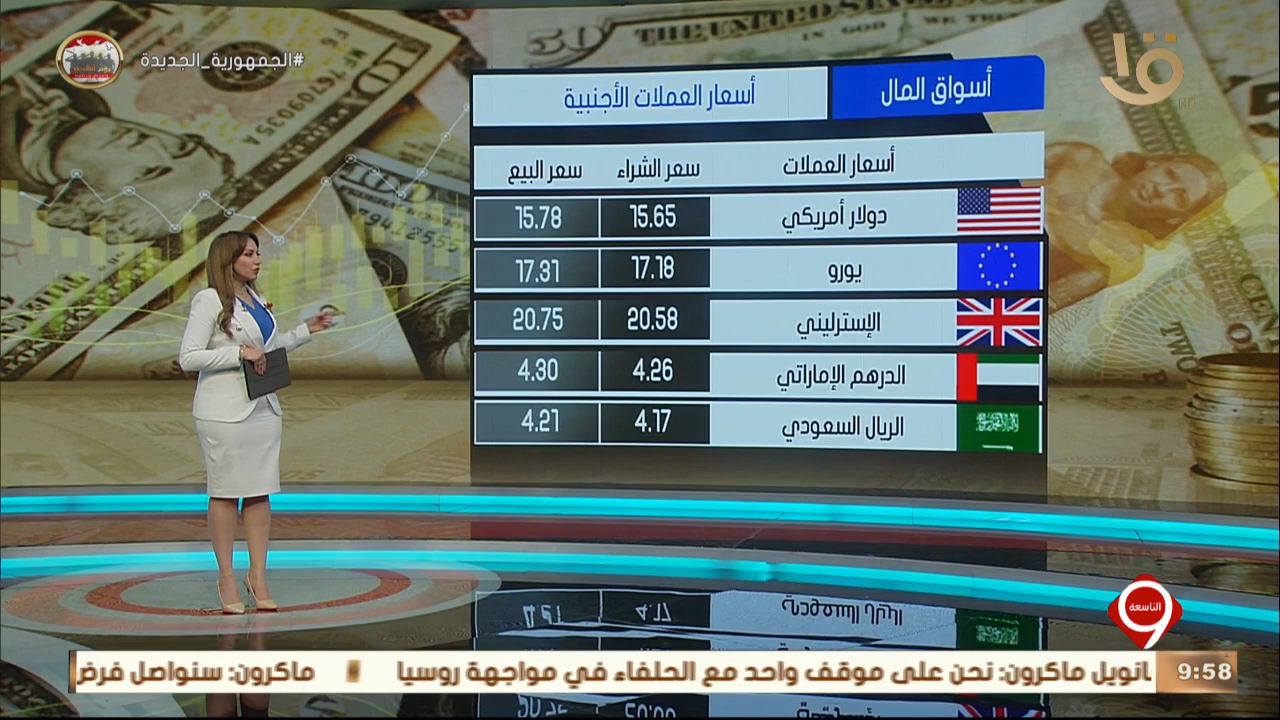 #الجمهورية_الجديدة
أسواق المال
أسعار العملات الأجنبية
أسعار العملات سعر الشراء سعر البيع
دولار أمريكي 15.65 15.78
يورو 17.18 17.31
الإسترليني 20.58 20.75
الدرهم الإماراتي 4.26 4.30
الريال السعودي 4.17 4.21
التاسعة
9
9:58
انويل ماكرون: نحن على موقف واحد مع الحلفاء في مواجهة روسيا ماكرون: سنواصل فرض